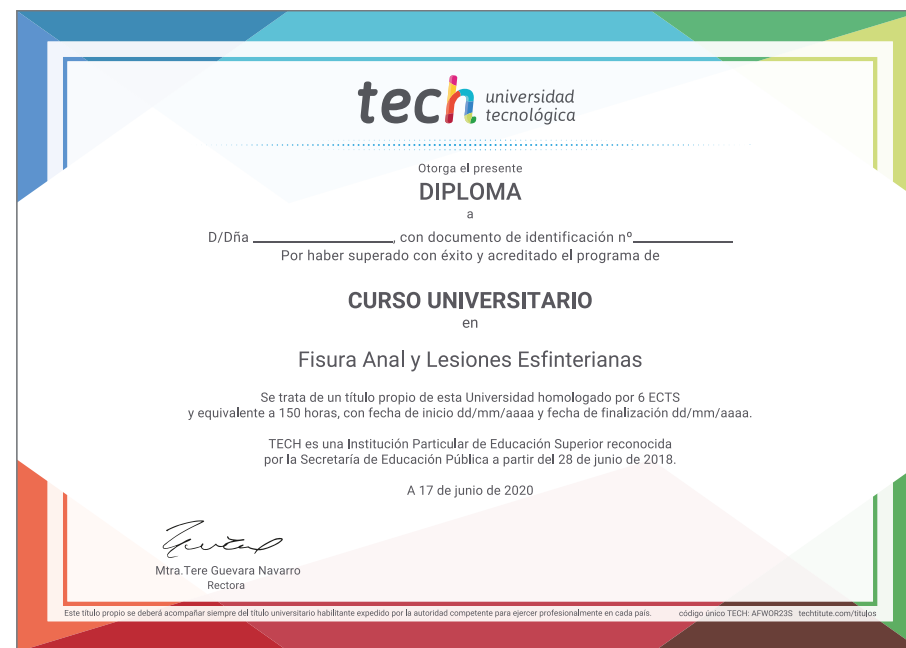 tech universidad
tecnológica
Otorga el presente
DIPLOMA
a
D/Dña ____________________, con documento de identificación nº______________
Por haber superado con éxito y acreditado el programa de
CURSO UNIVERSITARIO
en
Fisura Anal y Lesiones Esfinterianas
Se trata de un título propio de esta Universidad homologado por 6 ECTS
y equivalente a 150 horas, con fecha de inicio dd/mm/aaaa y fecha de finalización dd/mm/aaaa.
TECH es una Institución Particular de Educación Superior reconocida
por la Secretaría de Educación Pública a partir del 28 de junio de 2018.
A 17 de junio de 2020
Mtra.Tere Guevara Navarro
Rectora
Este título propio se deberá acompañar siempre del título universitario habilitante expedido por la autoridad competente para ejercer profesionalmente en cada país. código único TECH: AFWOR23S techtitute.com/titulos